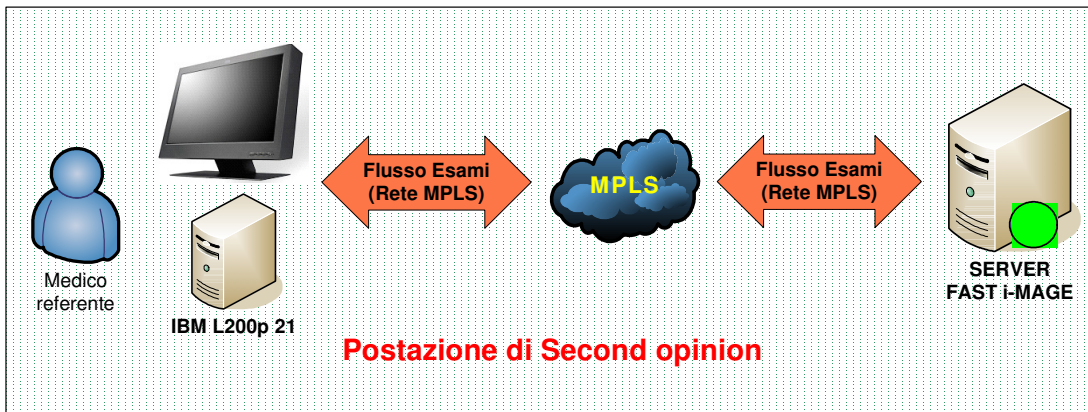 Flusso Esami
(Rete MPLS)
MPLS
Flusso Esami
(Rete MPLS)
Medico
referente
IBM L200p 21
SERVER
FAST i-MAGE
Postazione di Second opinion